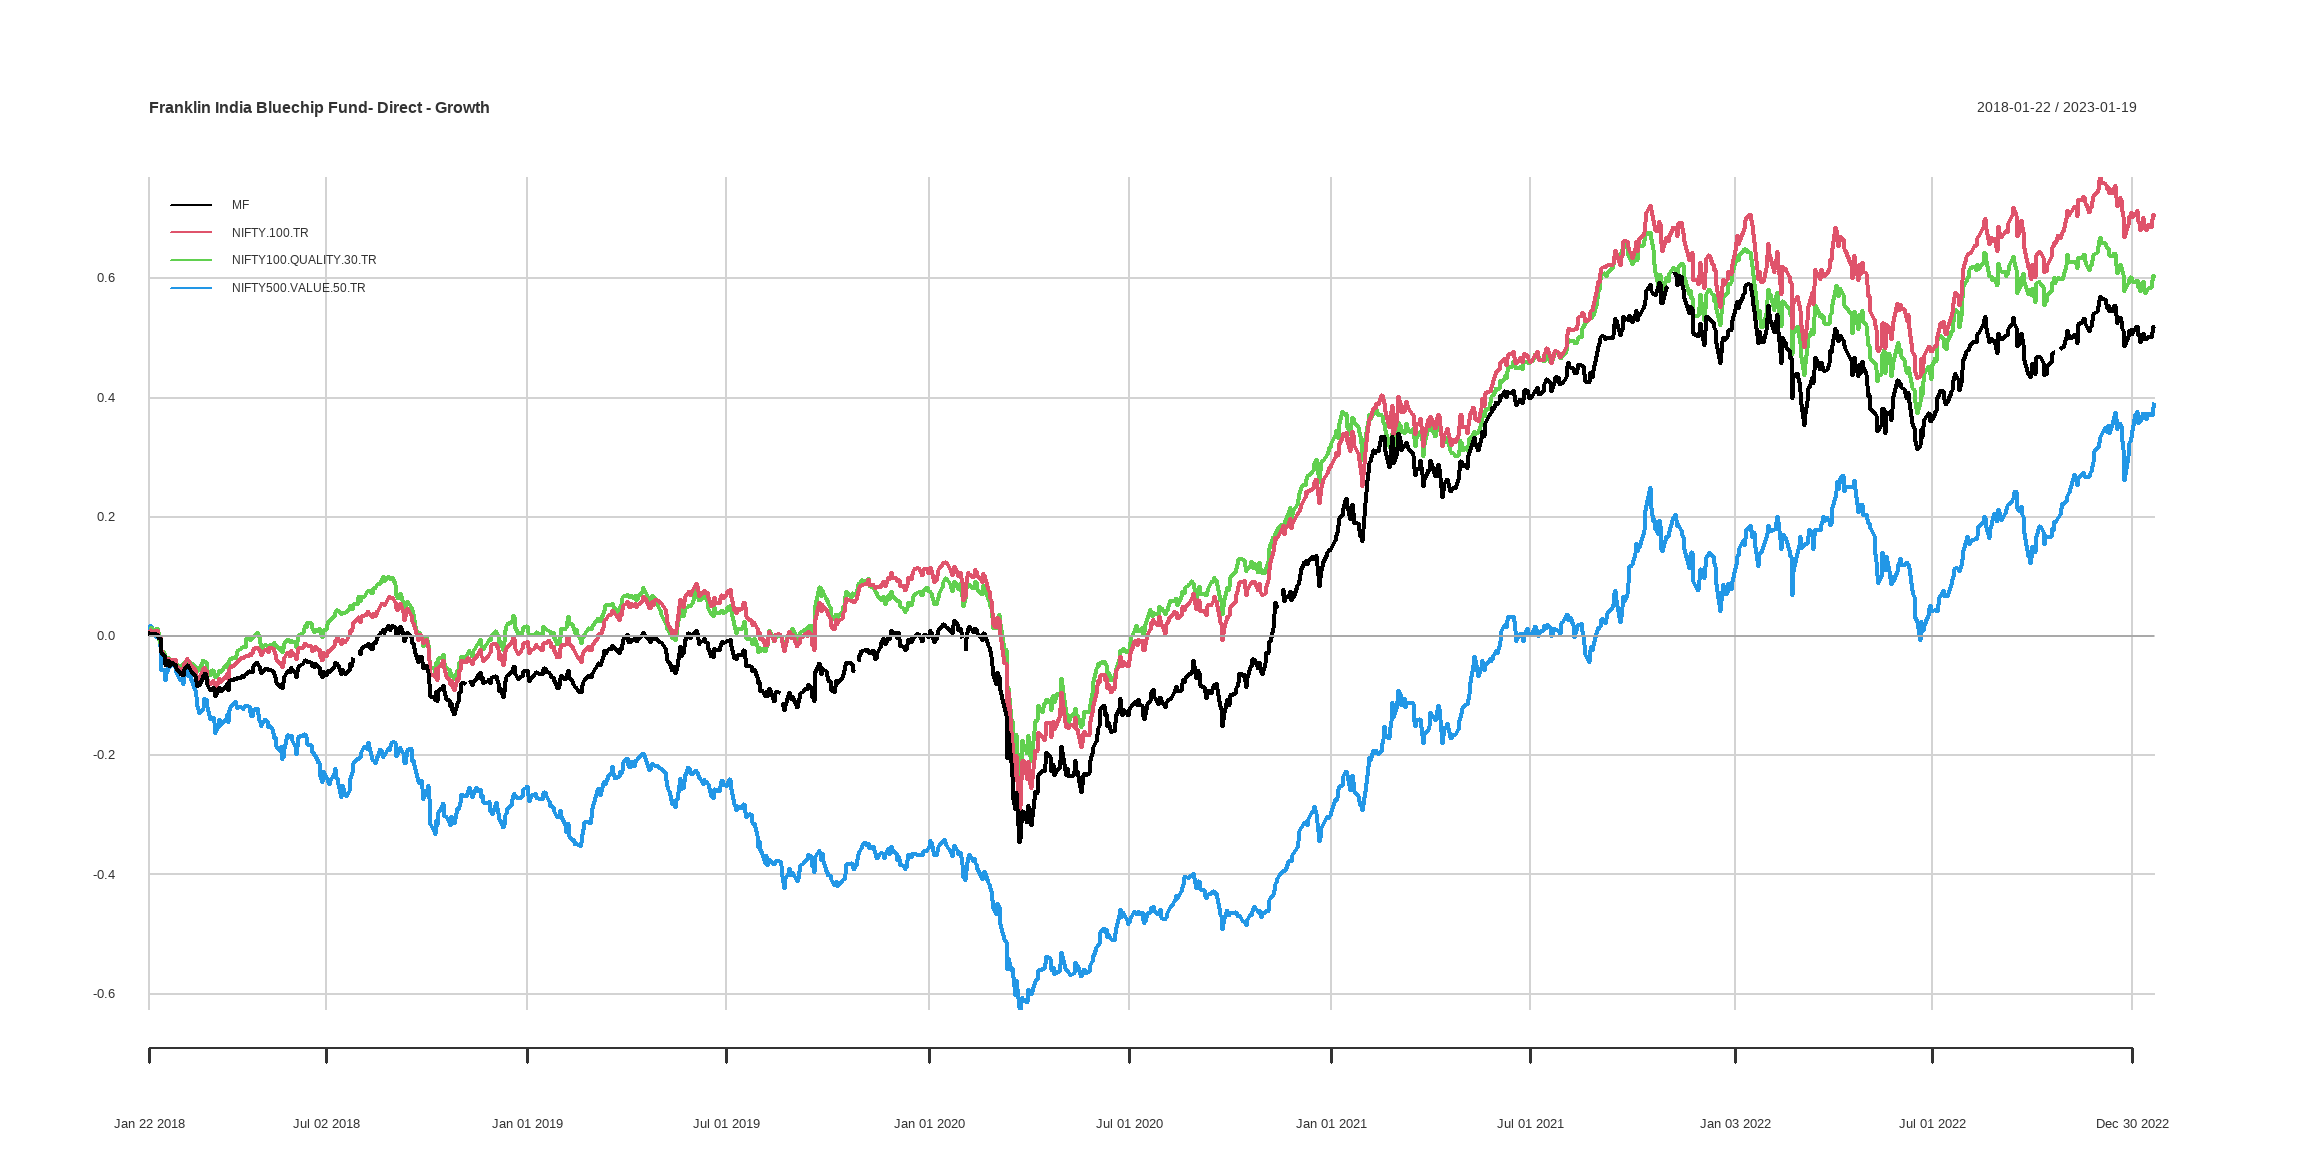 Franklin India Bluechip Fund- Direct - Growth
2018-01-22 / 2023-01-19
MF
NIFTY.100.TR
NIFTY100.QUALITY.30.TR
NIFTY500.VALUE.50.TR
0.6
0.4
0.2
0.0
-0.2
-0.4
-0.6
Jan 22 2018 Jul 02 2018 Jan 01 2019 Jul 01 2019 Jan 01 2020 Jul 01 2020 Jan 01 2021 Jul 01 2021 Jan 03 2022 Jul 01 2022 Dec 30 2022